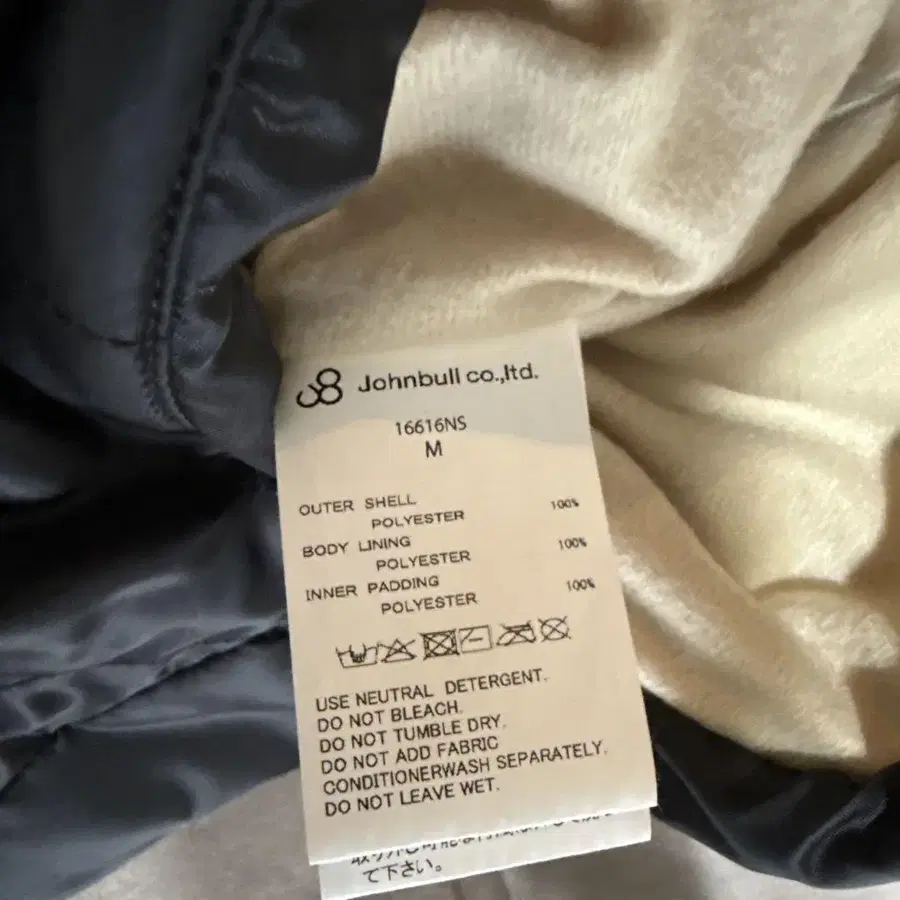 Johnbull co.,ltd.
16616NS
M
OUTER SHELL
POLYESTER 100%
BODY LINING
POLYESTER 100%
INNER PADDING
POLYESTER 100%
USE NEUTRAL DETERGENT.
DO NOT BLEACH.
DO NOT TUMBLE DRY.
DO NOT ADD FABRIC
CONDITIONERWASH SEPARATELY.
DO NOT LEAVE WET.
て下さい。